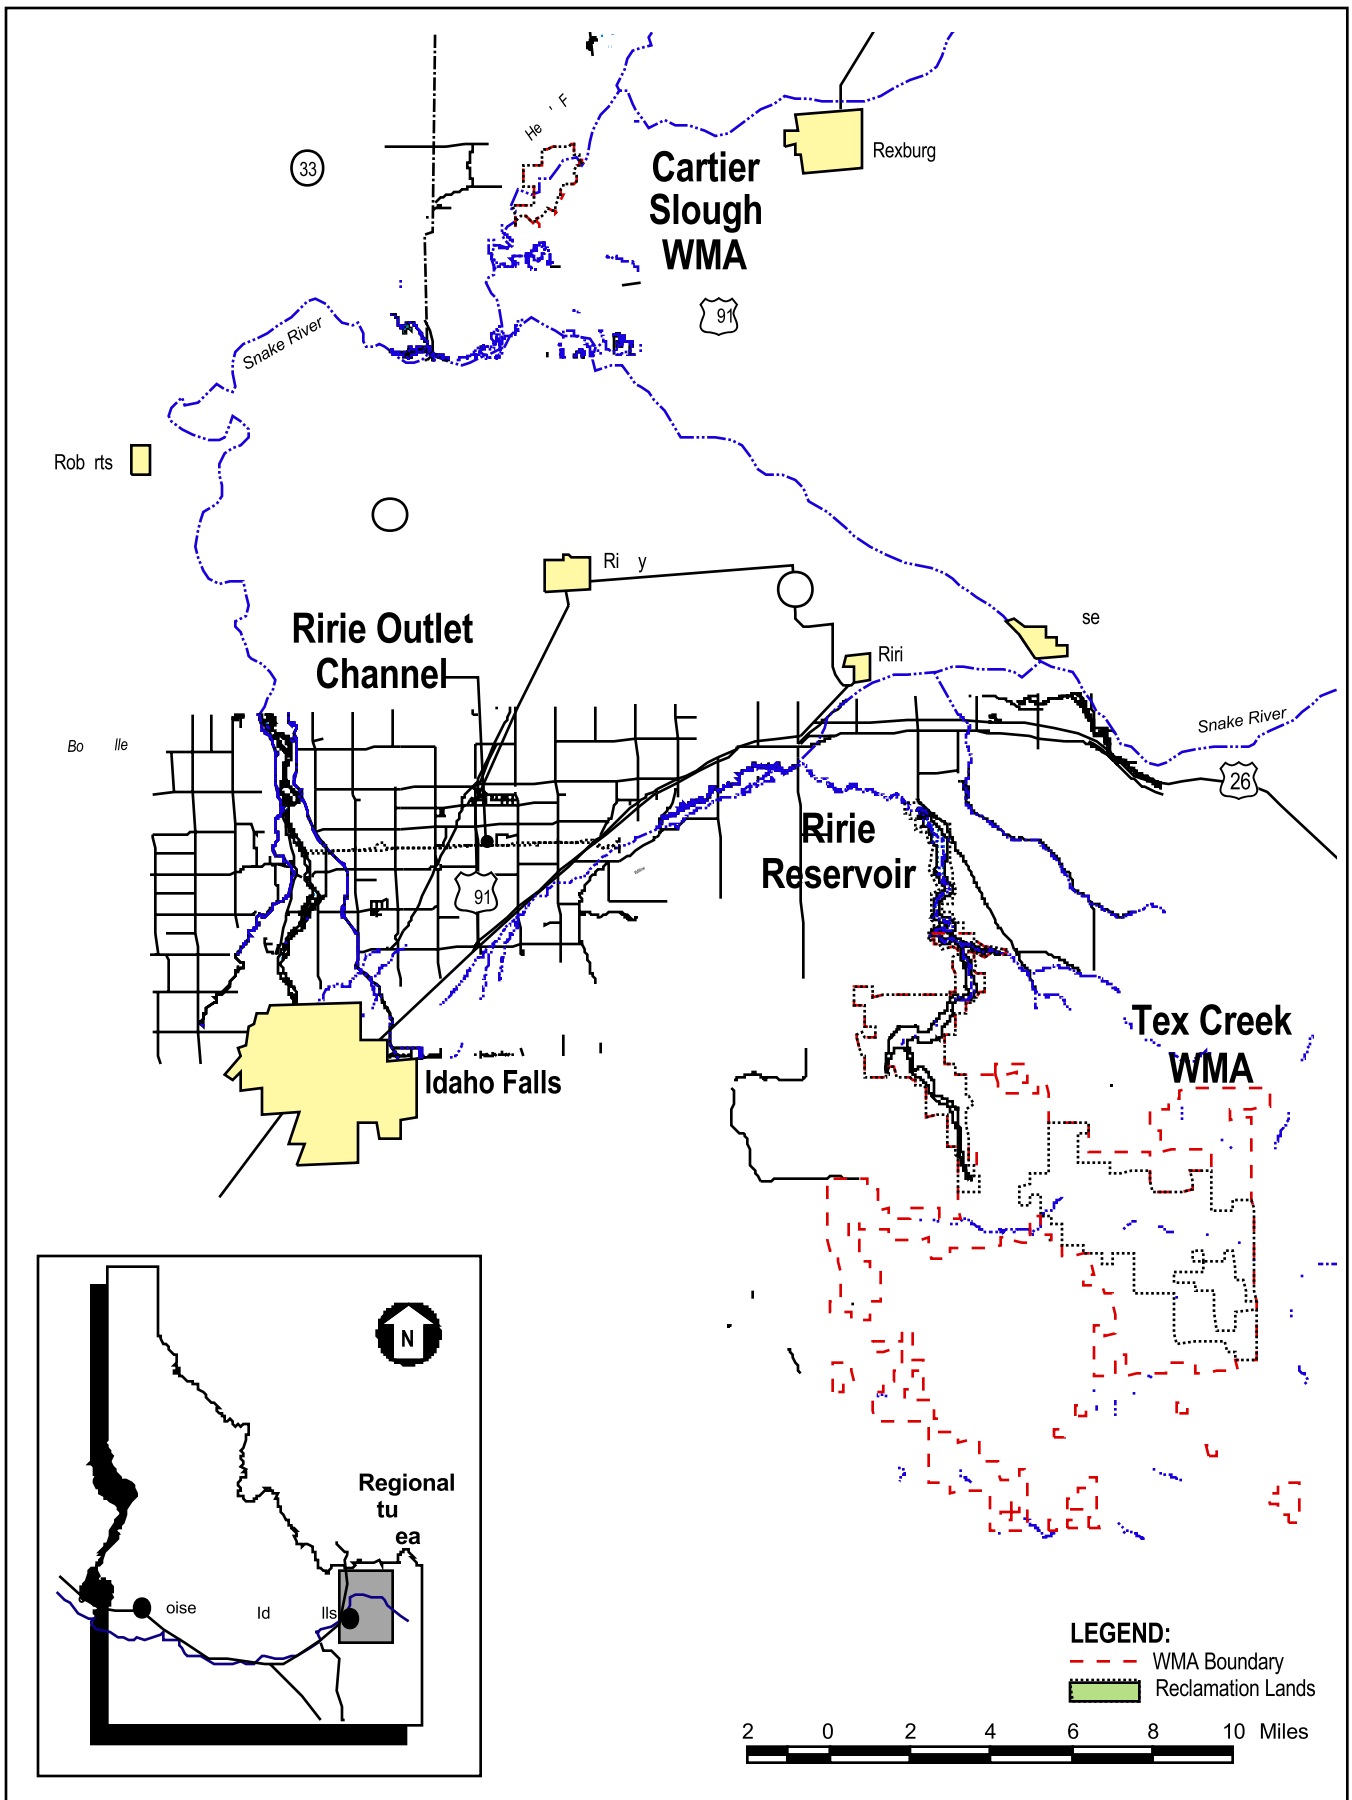 He ' F
33
Cartier
Slough
WMA
Rexburg
91
Snake River
Rob rts
Ri y
se
Ririe Outlet
Channel
Riri
Snake River
Bo lle
26
Ririe
Reservoir
91
Tex Creek
WMA
Idaho Falls
N
Regional
tu
ea
oise
Id
lls
LEGEND:
WMA Boundary
Reclamation Lands
2 0 2 4 6 8 10 Miles